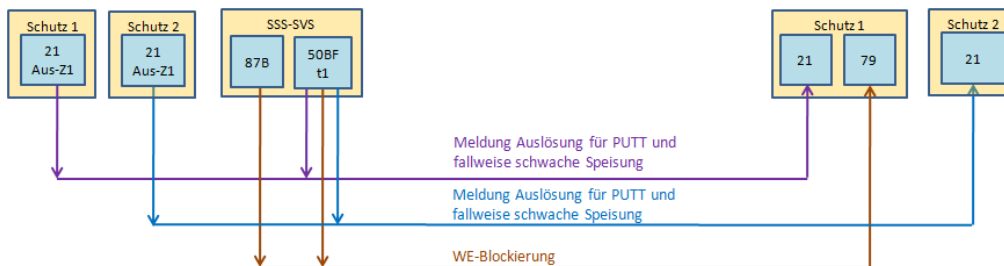 Schutz 1
21
Aus-Z1
Schutz 2
21
Aus-Z1
SSS-SVS
87B
50BF
t1
Schutz 1
21
79
Schutz 2
21
Meldung Auslösung für PUTT und
fallweise schwache Speisung
Meldung Auslösung für PUTT und
fallweise schwache Speisung
WE-Blockierung